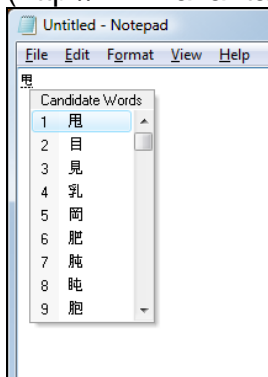 Untitled - Notepad
File Edit Format View Help
甩
Candidate Words
1 甩
2 目
3 見
4 乳
5 岡
6 肥
7 肫
8 盹
9 胞